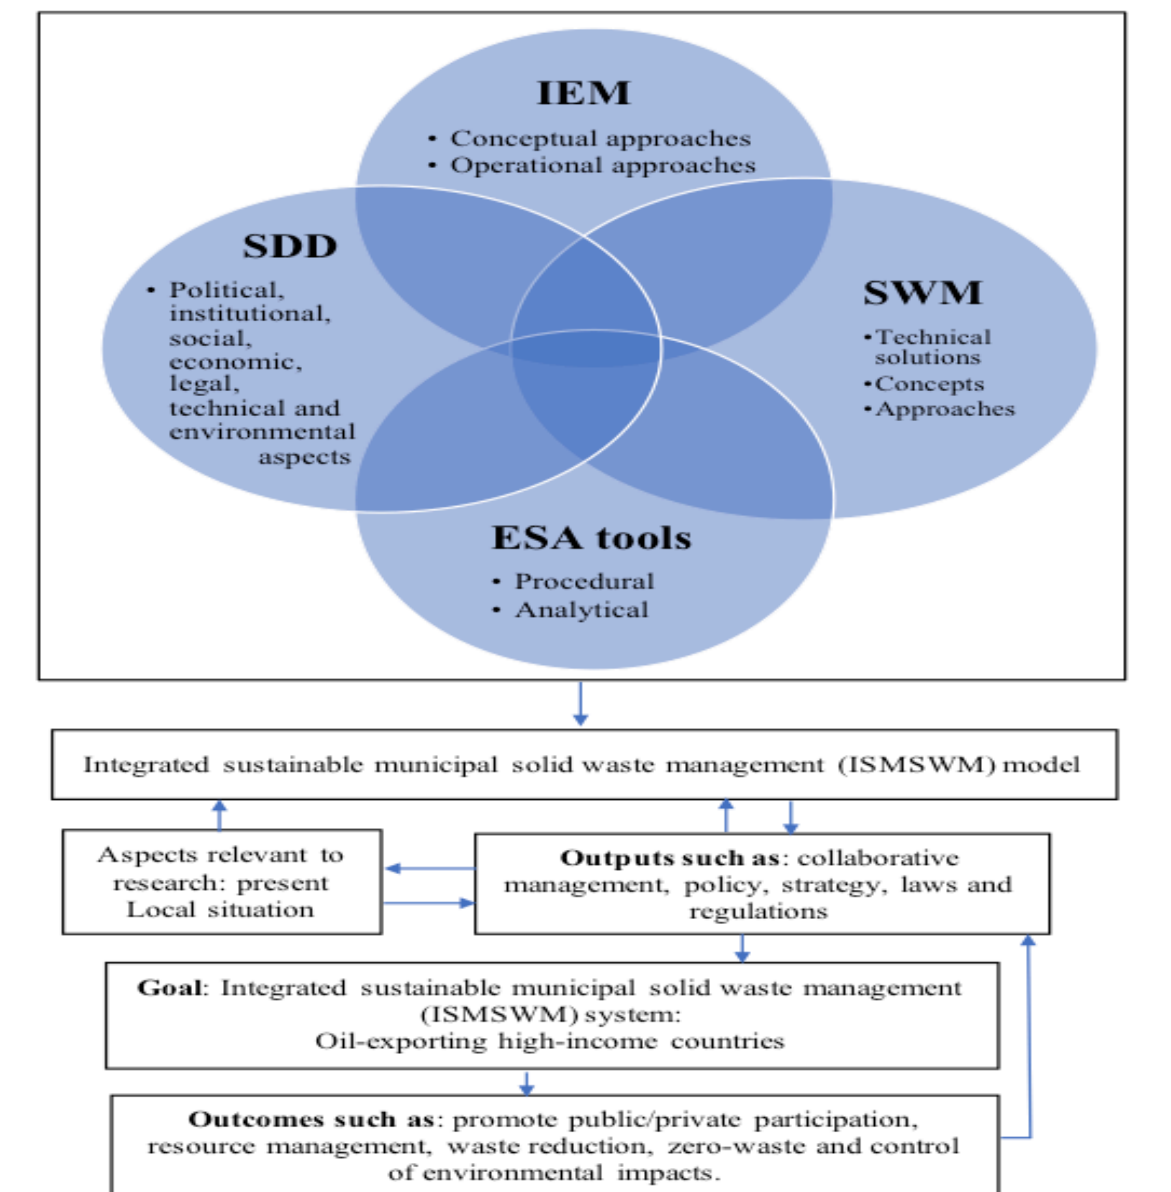 IEM
• Conceptual approaches
• Operational approaches
SDD
• Political,
institutional,
social,
economic,
legal,
technical and
environmental
aspects
SWM
•Technical
solutions
•Concepts
•Approaches
ESA tools
• Procedural
• Analytical
Integrated sustainable municipal solid waste management (ISMSWM) model
Aspects relevant to
research: present
Local situation
Outputs such as: collaborative
management, policy, strategy, laws and
regulations
Goal: Integrated sustainable municipal solid waste management
(ISMSWM) system:
Oil-exporting high-income countries
Outcomes such as: promote public/private participation,
resource management, waste reduction, zero-waste and control
of environmental impacts.